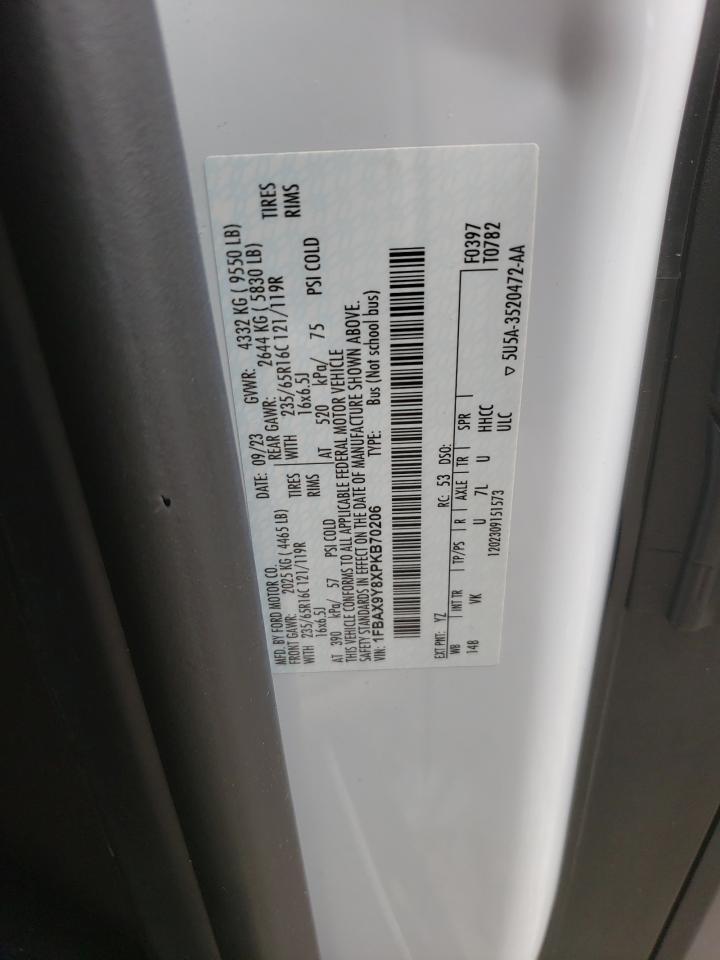 MFD. BY FORD MOTOR CO. DATE: 09/23 GVWR: 4332 KG ( 9550 LB)
FRONT GAWR: 2025 KG ( 4465 LB) REAR GAWR: 2644 KG ( 5830 LB)
WITH 235/65R16C 121/119R TIRES WITH 235/65R16C 121/119R TIRES
16x6.5J RIMS 16x6.5J RIMS
AT 390 kPa/ 57 PSI COLD AT 520 kPa/ 75 PSI COLD
THIS VEHICLE CONFORMS TO ALL APPLICABLE FEDERAL MOTOR VEHICLE
SAFETY STANDARDS IN EFFECT ON THE DATE OF MANUFACTURE SHOWN ABOVE.
VIN: 1FBAX9Y8XPKB70206 TYPE: Bus (Not school bus)
EXT PNT: YZ RC: 53 DSO: F0397
WB INT TR TP/PS R AXLE TR SPR T0782
148 VK U 7L U HHCC
1202309151573 ULC ▽ 5U5A-3520472-AA